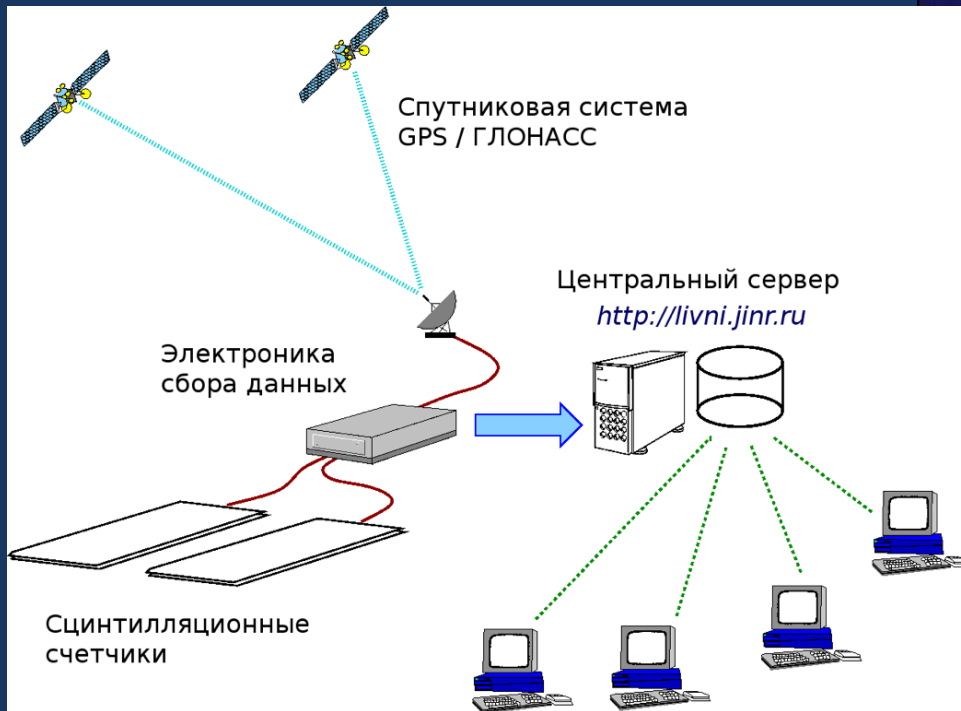 Спутниковая система
GPS / ГЛОНАСС
Центральный сервер
http://livni.jinr.ru
Электроника
сбора данных
Сцинтилляционные
счетчики